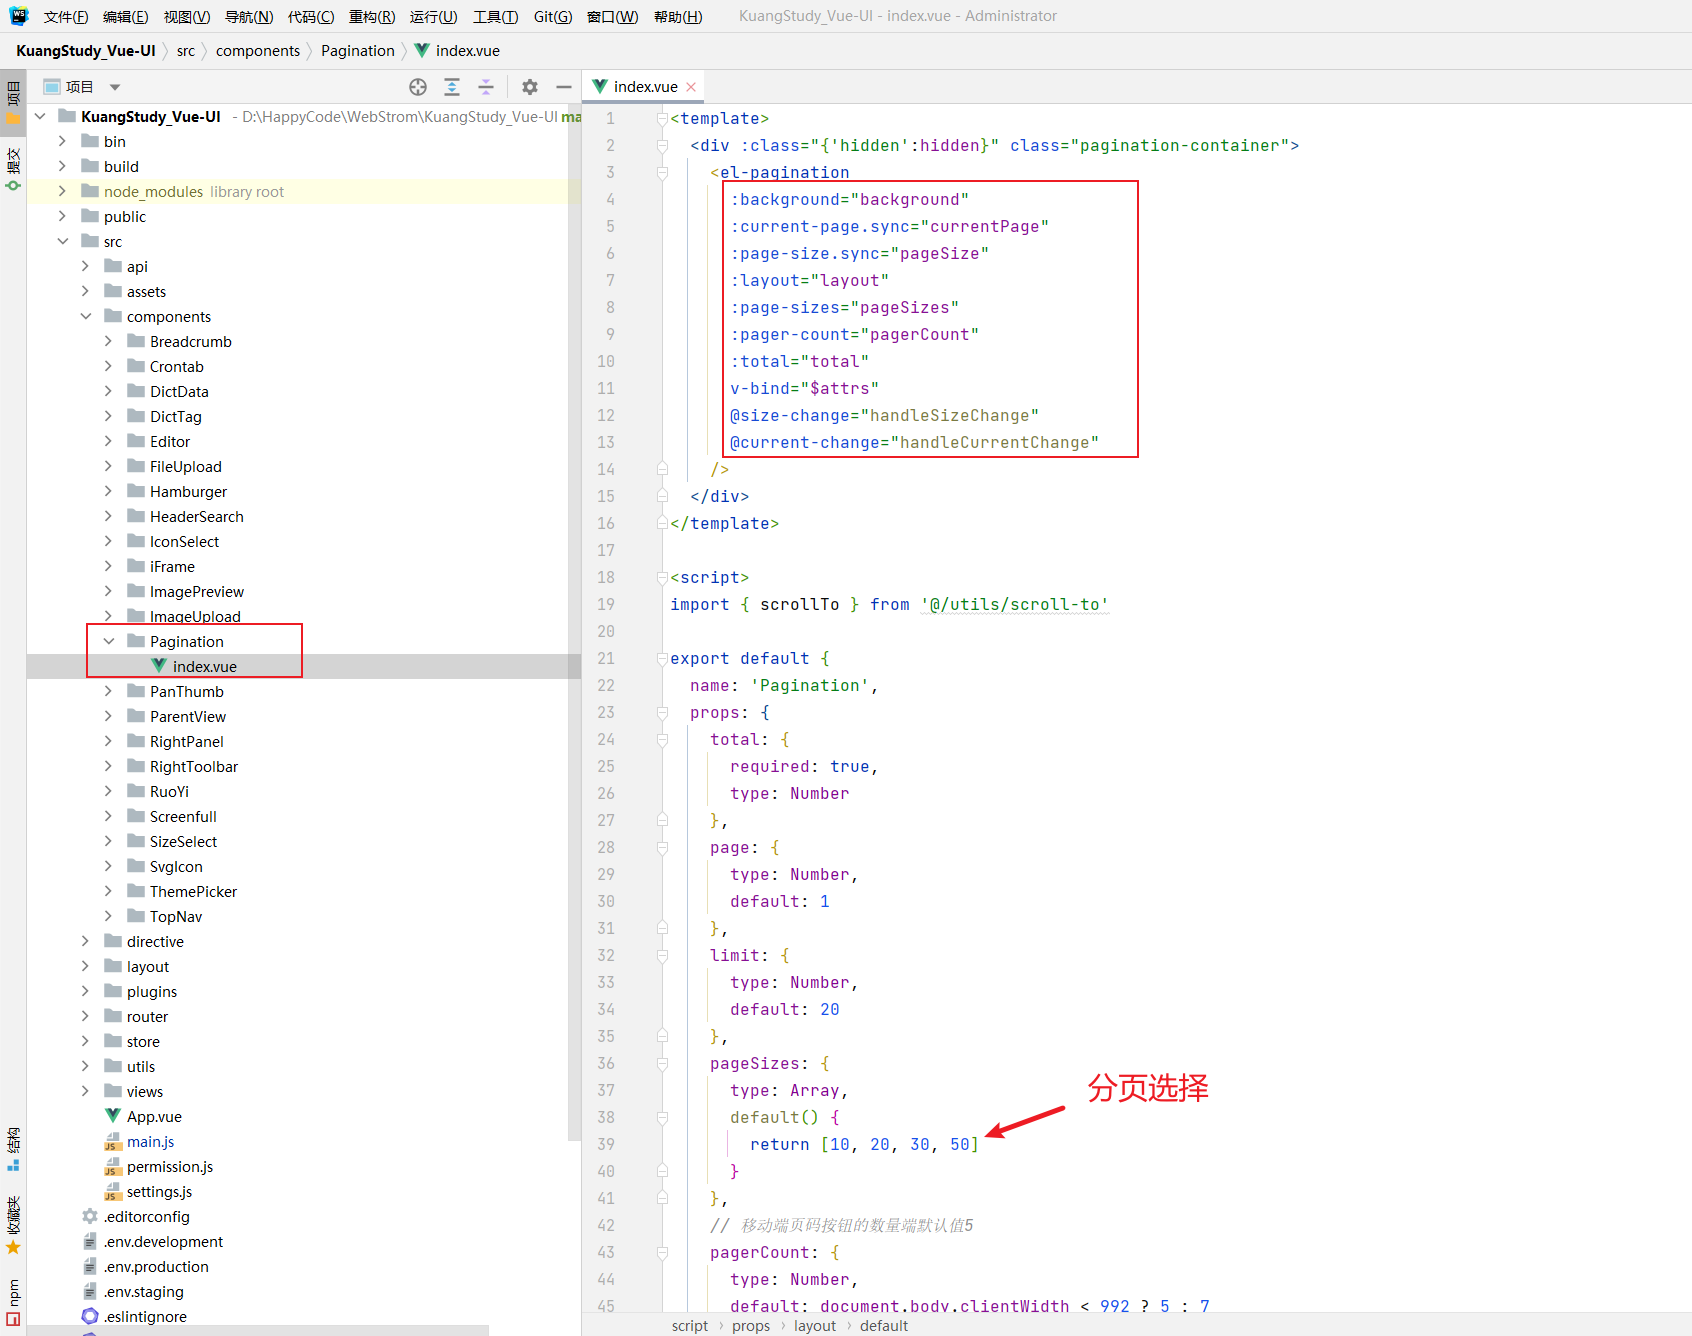 文件(F) 编辑(E) 视图(V) 导航(N) 代码(C) 重构(R) 运行(U) 工具(T) Git(G) 窗口(W) 帮助(H) KuangStudy_Vue-UI - index.vue - Administrator
KuangStudy_Vue-UI src components Pagination index.vue
项目
提交
结构
收藏夹
npm
项目
KuangStudy_Vue-UI - D:\HappyCode\WebStrom\KuangStudy_Vue-UI ma
bin
build
node_modules library root
public
src
api
assets
components
Breadcrumb
Crontab
DictData
DictTag
Editor
FileUpload
Hamburger
HeaderSearch
IconSelect
iFrame
ImagePreview
ImageUpload
Pagination
index.vue
PanThumb
ParentView
RightPanel
RightToolbar
RuoYi
Screenfull
SizeSelect
SvgIcon
ThemePicker
TopNav
directive
layout
plugins
router
store
utils
views
App.vue
main.js
permission.js
settings.js
.editorconfig
.env.development
.env.production
.env.staging
.eslintignore
index.vue
1 <template>
2 <div :class="{'hidden':hidden}" class="pagination-container">
3 <el-pagination
4 :background="background"
5 :current-page.sync="currentPage"
6 :page-size.sync="pageSize"
7 :layout="layout"
8 :page-sizes="pageSizes"
9 :pager-count="pagerCount"
10 :total="total"
11 v-bind="$attrs"
12 @size-change="handleSizeChange"
13 @current-change="handleCurrentChange"
14 />
15 </div>
16 </template>
17
18 <script>
19 import { scrollTo } from '@/utils/scroll-to'
20
21 export default {
22 name: 'Pagination',
23 props: {
24 total: {
25 required: true,
26 type: Number
27 },
28 page: {
29 type: Number,
30 default: 1
31 },
32 limit: {
33 type: Number,
34 default: 20
35 },
36 pageSizes: {
37 type: Array,
38 default() {
39 return [10, 20, 30, 50]
40 }
41 },
42 // 移动端页码按钮的数量端默认值5
43 pagerCount: {
44 type: Number,
45 default: document.body.clientWidth < 992 ? 5 : 7
分页选择
script props layout default